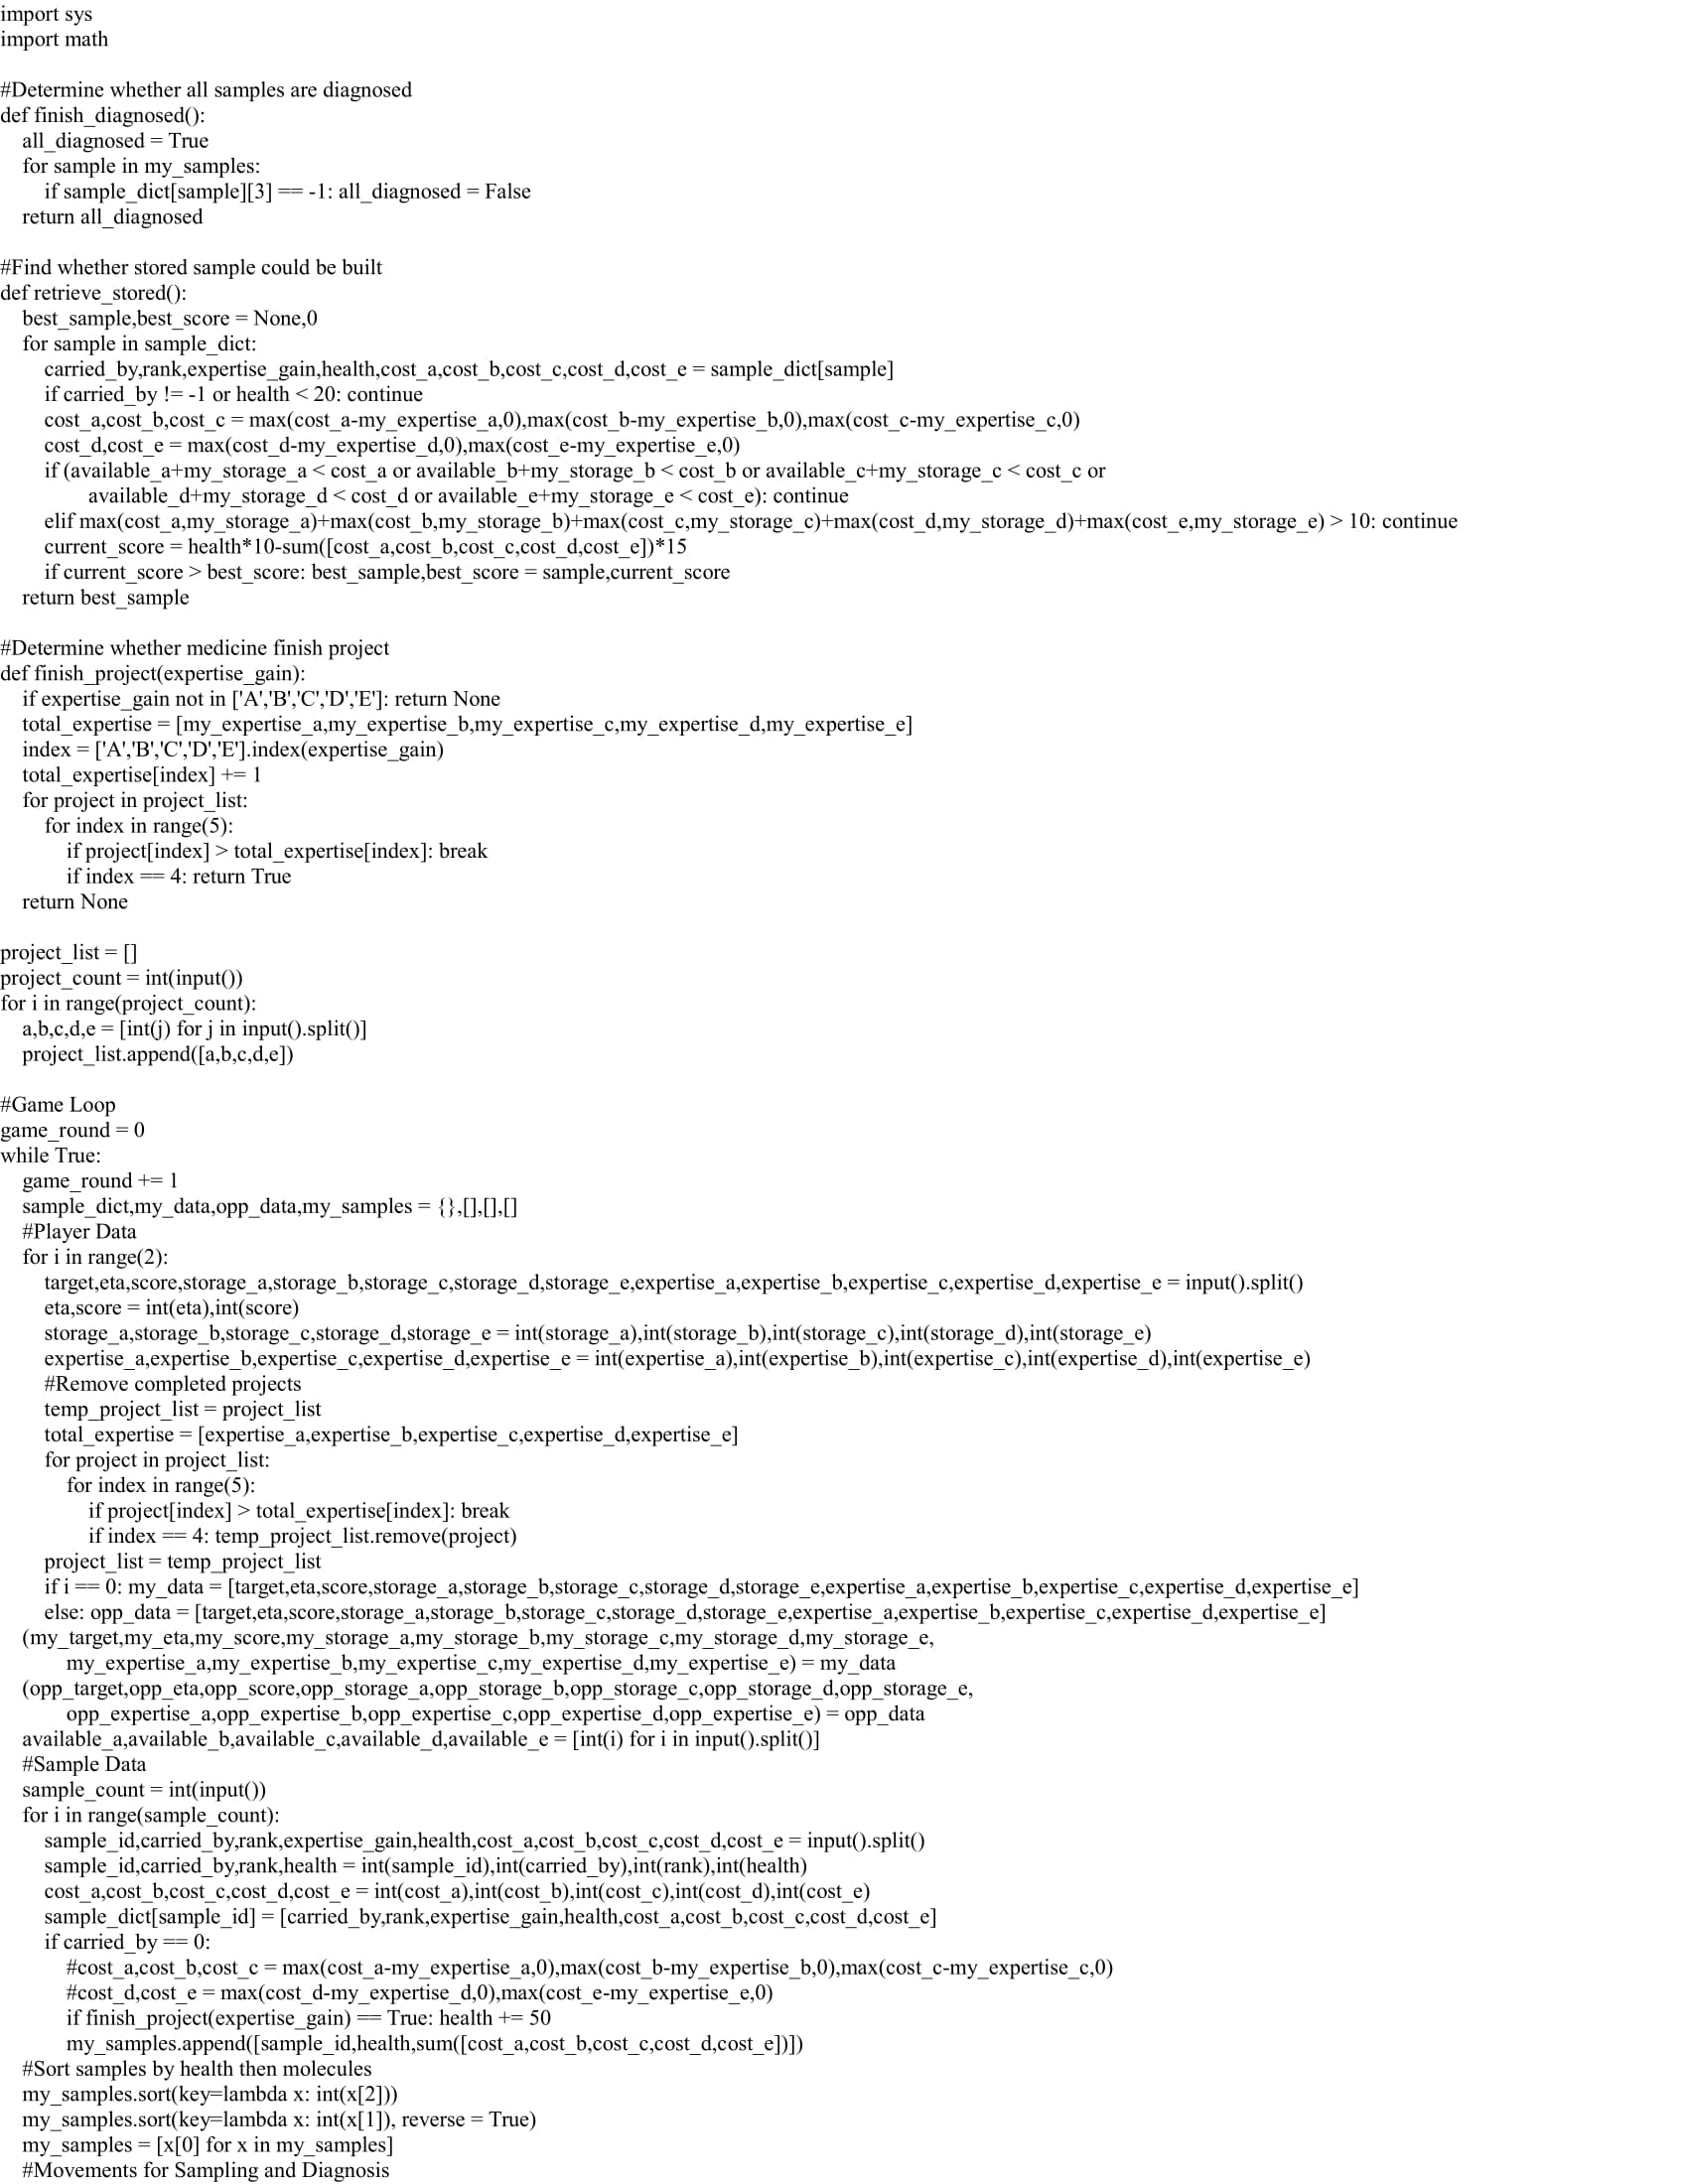 import sys
import math

#Determine whether all samples are diagnosed
def finish_diagnosed():
    all_diagnosed = True
    for sample in my_samples:
        if sample_dict[sample][3] == -1: all_diagnosed = False
    return all_diagnosed

#Find whether stored sample could be built
def retrieve_stored():
    best_sample,best_score = None,0
    for sample in sample_dict:
        carried_by,rank,expertise_gain,health,cost_a,cost_b,cost_c,cost_d,cost_e = sample_dict[sample]
        if carried_by != -1 or health < 20: continue
        cost_a,cost_b,cost_c = max(cost_a-my_expertise_a,0),max(cost_b-my_expertise_b,0),max(cost_c-my_expertise_c,0)
        cost_d,cost_e = max(cost_d-my_expertise_d,0),max(cost_e-my_expertise_e,0)
        if (available_a+my_storage_a < cost_a or available_b+my_storage_b < cost_b or available_c+my_storage_c < cost_c or
                available_d+my_storage_d < cost_d or available_e+my_storage_e < cost_e): continue
        elif max(cost_a,my_storage_a)+max(cost_b,my_storage_b)+max(cost_c,my_storage_c)+max(cost_d,my_storage_d)+max(cost_e,my_storage_e) > 10: continue
        current_score = health*10-sum([cost_a,cost_b,cost_c,cost_d,cost_e])*15
        if current_score > best_score: best_sample,best_score = sample,current_score
    return best_sample

#Determine whether medicine finish project
def finish_project(expertise_gain):
    if expertise_gain not in ['A','B','C','D','E']: return None
    total_expertise = [my_expertise_a,my_expertise_b,my_expertise_c,my_expertise_d,my_expertise_e]
    index = ['A','B','C','D','E'].index(expertise_gain)
    total_expertise[index] += 1
    for project in project_list:
        for index in range(5):
            if project[index] > total_expertise[index]: break
            if index == 4: return True
    return None

project_list = []
project_count = int(input())
for i in range(project_count):
    a,b,c,d,e = [int(j) for j in input().split()]
    project_list.append([a,b,c,d,e])

#Game Loop
game_round = 0
while True:
    game_round += 1
    sample_dict,my_data,opp_data,my_samples = {},[],[],[]
    #Player Data
    for i in range(2):
        target,eta,score,storage_a,storage_b,storage_c,storage_d,storage_e,expertise_a,expertise_b,expertise_c,expertise_d,expertise_e = input().split()
        eta,score = int(eta),int(score)
        storage_a,storage_b,storage_c,storage_d,storage_e = int(storage_a),int(storage_b),int(storage_c),int(storage_d),int(storage_e)
        expertise_a,expertise_b,expertise_c,expertise_d,expertise_e = int(expertise_a),int(expertise_b),int(expertise_c),int(expertise_d),int(expertise_e)
        #Remove completed projects
        temp_project_list = project_list
        total_expertise = [expertise_a,expertise_b,expertise_c,expertise_d,expertise_e]
        for project in project_list:
            for index in range(5):
                if project[index] > total_expertise[index]: break
                if index == 4: temp_project_list.remove(project)
        project_list = temp_project_list
        if i == 0: my_data = [target,eta,score,storage_a,storage_b,storage_c,storage_d,storage_e,expertise_a,expertise_b,expertise_c,expertise_d,expertise_e]
        else: opp_data = [target,eta,score,storage_a,storage_b,storage_c,storage_d,storage_e,expertise_a,expertise_b,expertise_c,expertise_d,expertise_e]
    (my_target,my_eta,my_score,my_storage_a,my_storage_b,my_storage_c,my_storage_d,my_storage_e,
            my_expertise_a,my_expertise_b,my_expertise_c,my_expertise_d,my_expertise_e) = my_data
    (opp_target,opp_eta,opp_score,opp_storage_a,opp_storage_b,opp_storage_c,opp_storage_d,opp_storage_e,
            opp_expertise_a,opp_expertise_b,opp_expertise_c,opp_expertise_d,opp_expertise_e) = opp_data
    available_a,available_b,available_c,available_d,available_e = [int(i) for i in input().split()]
    #Sample Data
    sample_count = int(input())
    for i in range(sample_count):
        sample_id,carried_by,rank,expertise_gain,health,cost_a,cost_b,cost_c,cost_d,cost_e = input().split()
        sample_id,carried_by,rank,health = int(sample_id),int(carried_by),int(rank),int(health)
        cost_a,cost_b,cost_c,cost_d,cost_e = int(cost_a),int(cost_b),int(cost_c),int(cost_d),int(cost_e)
        sample_dict[sample_id] = [carried_by,rank,expertise_gain,health,cost_a,cost_b,cost_c,cost_d,cost_e]
        if carried_by == 0:
            #cost_a,cost_b,cost_c = max(cost_a-my_expertise_a,0),max(cost_b-my_expertise_b,0),max(cost_c-my_expertise_c,0)
            #cost_d,cost_e = max(cost_d-my_expertise_d,0),max(cost_e-my_expertise_e,0)
            if finish_project(expertise_gain) == True: health += 50
            my_samples.append([sample_id,health,sum([cost_a,cost_b,cost_c,cost_d,cost_e])])
    #Sort samples by health then molecules
    my_samples.sort(key=lambda x: int(x[2]))
    my_samples.sort(key=lambda x: int(x[1]), reverse = True)
    my_samples = [x[0] for x in my_samples]
    #Movements for Sampling and Diagnosis